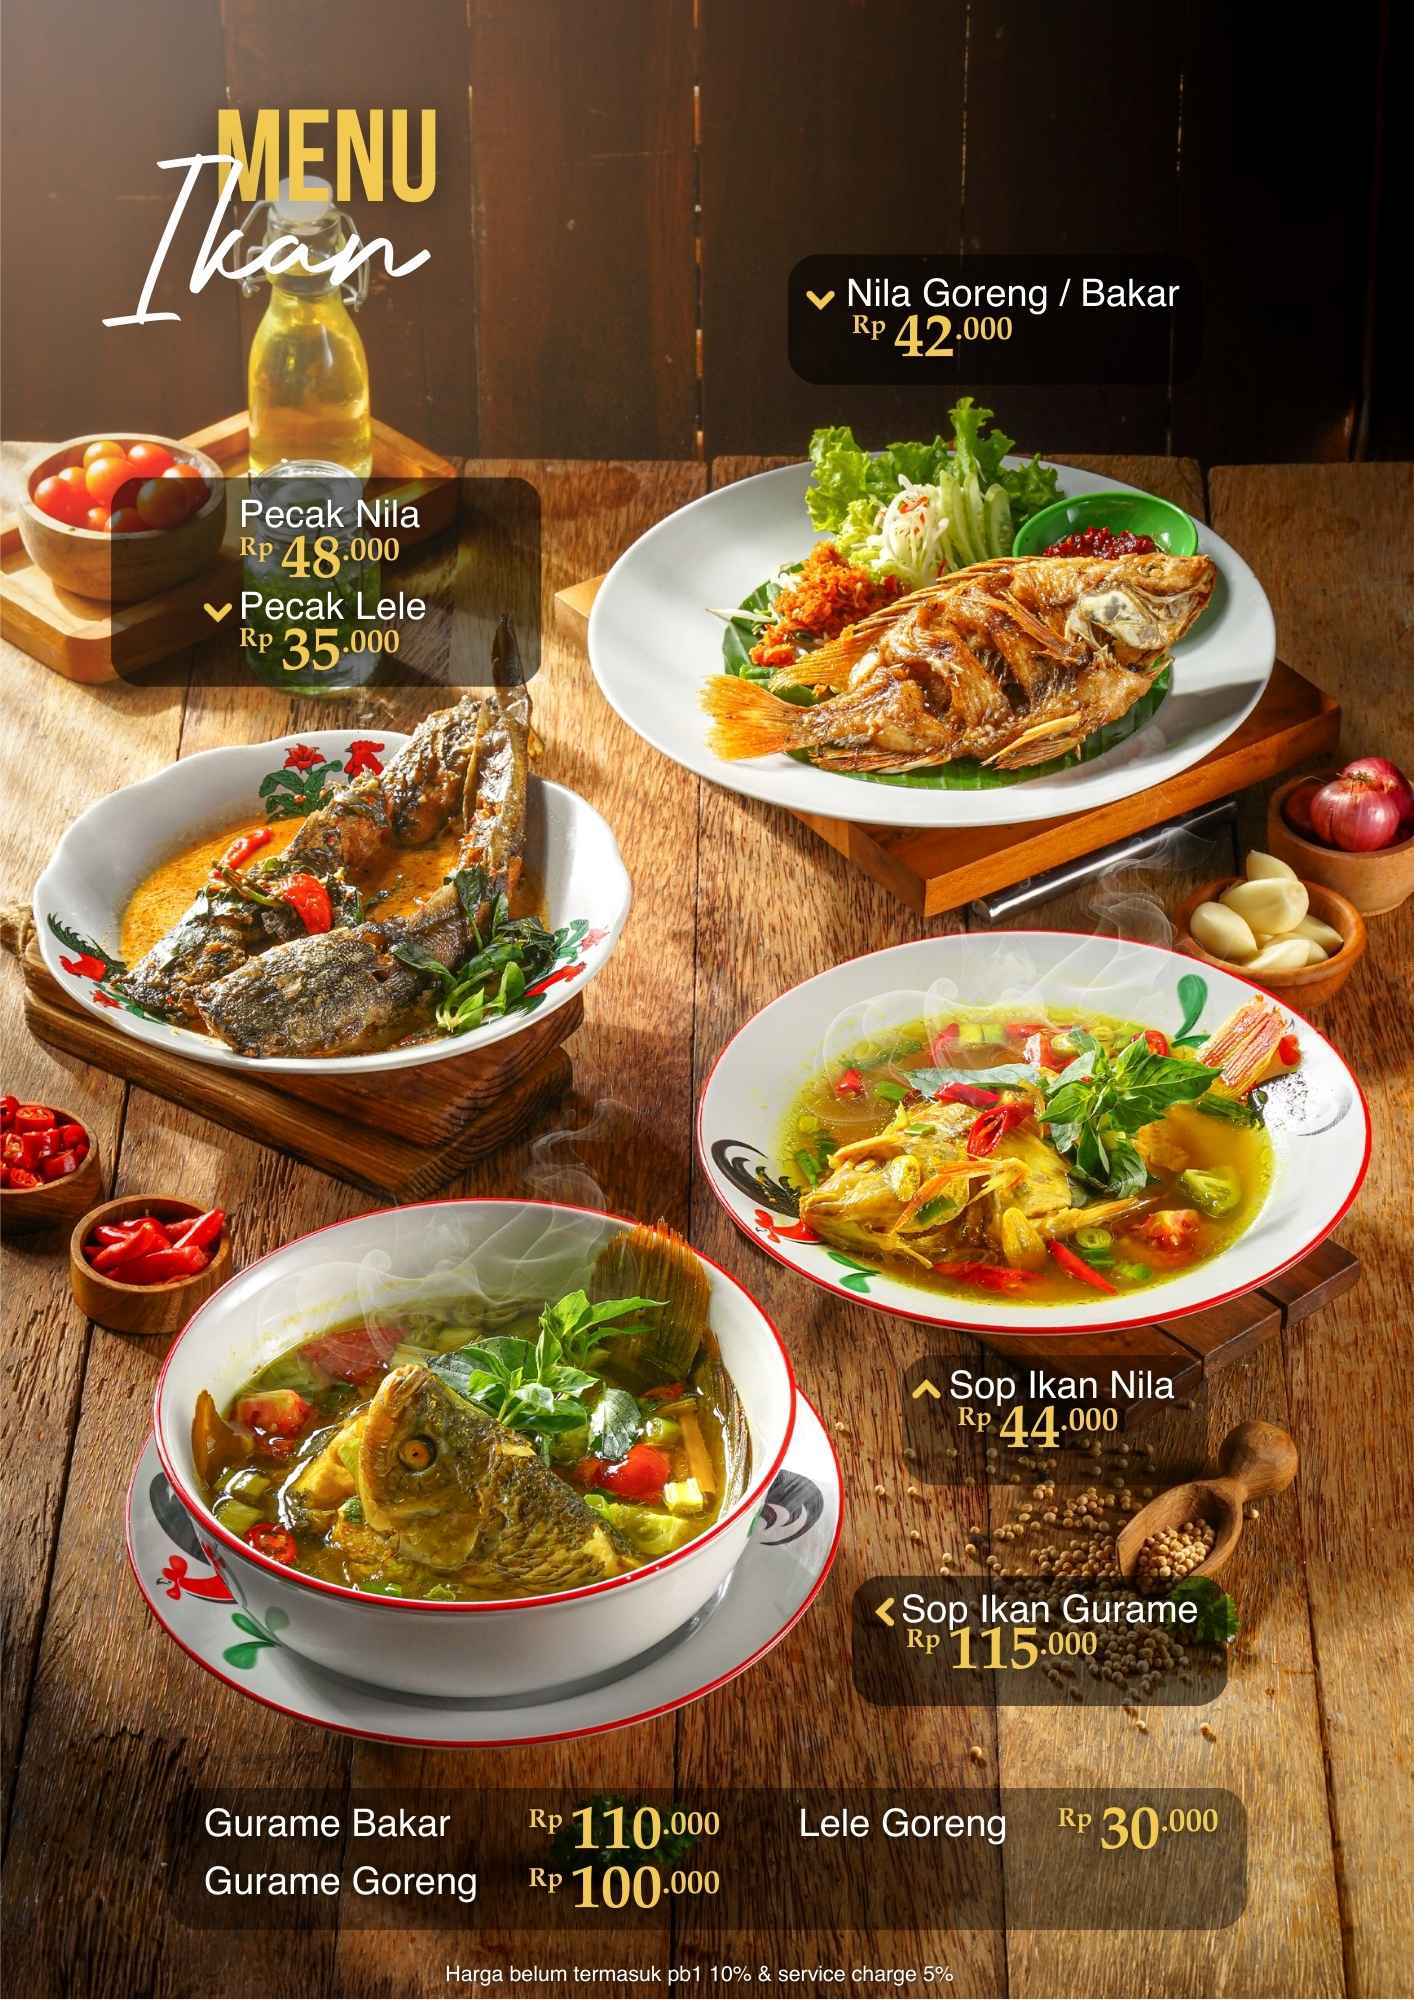 MENU
Ikan
Nila Goreng / Bakar
Rp 42.000
Pecak Nila
Rp 48.000
Pecak Lele
Rp 35.000
Sop Ikan Nila
Rp 44.000
Sop Ikan Gurame
Rp 115.000
Gurame Bakar Rp 110.000 Lele Goreng Rp 30.000
Gurame Goreng Rp 100.000
Harga belum termasuk pb1 10% & service charge 5%